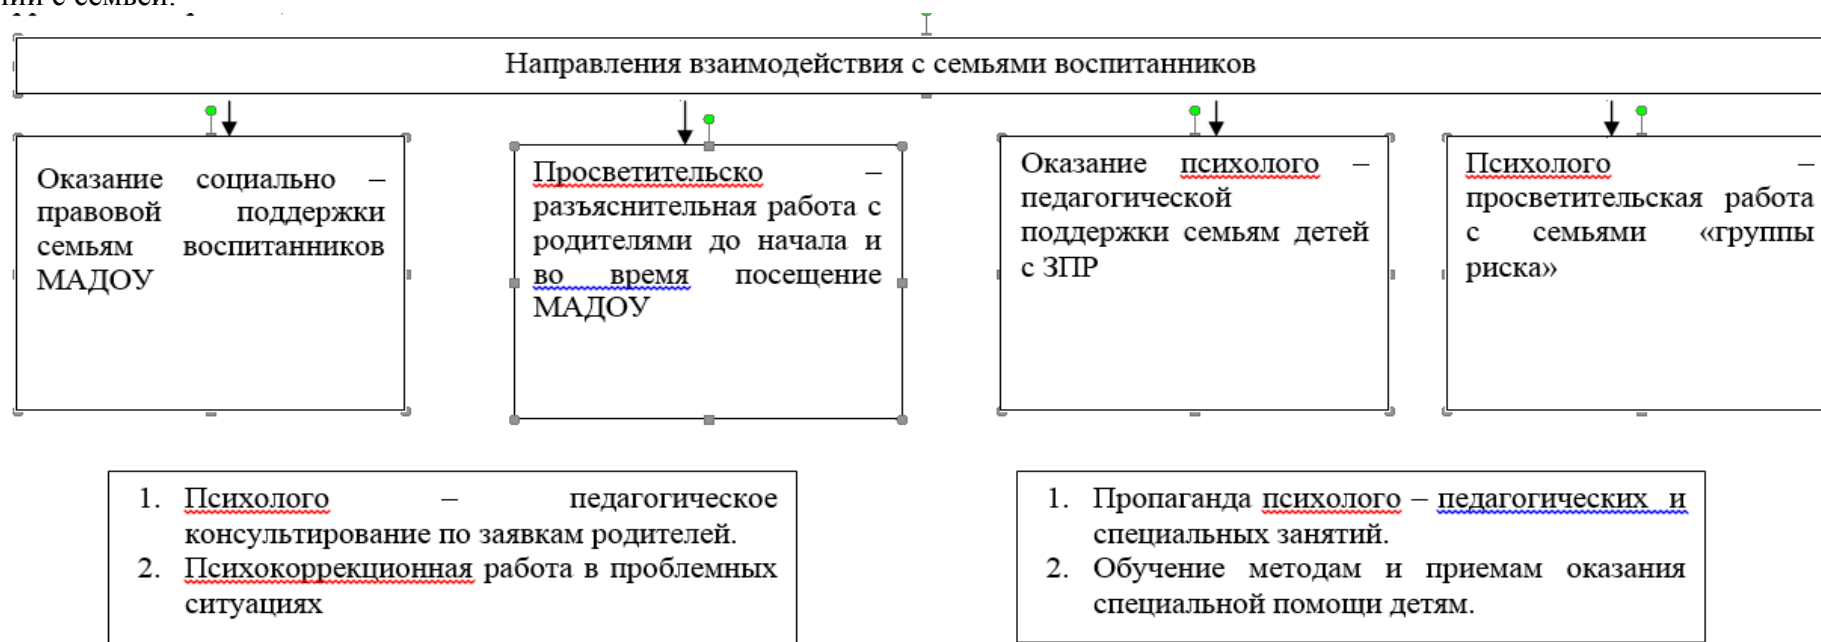 с семьей.
Направления взаимодействия с семьями воспитанников
Оказание социально –
правовой поддержки
семьям воспитанников
МАДОУ
Просветительско –
разъяснительная работа с
родителями до начала и
во время посещение
МАДОУ
Оказание психолого –
педагогической
поддержки семьям детей
с ЗПР
Психолого –
просветительская работа
с семьями «группы
риска»
1. Психолого – педагогическое
консультирование по заявкам родителей.
2. Психокоррекционная работа в проблемных
ситуациях
1. Пропаганда психолого – педагогических и
специальных занятий.
2. Обучение методам и приемам оказания
специальной помощи детям.